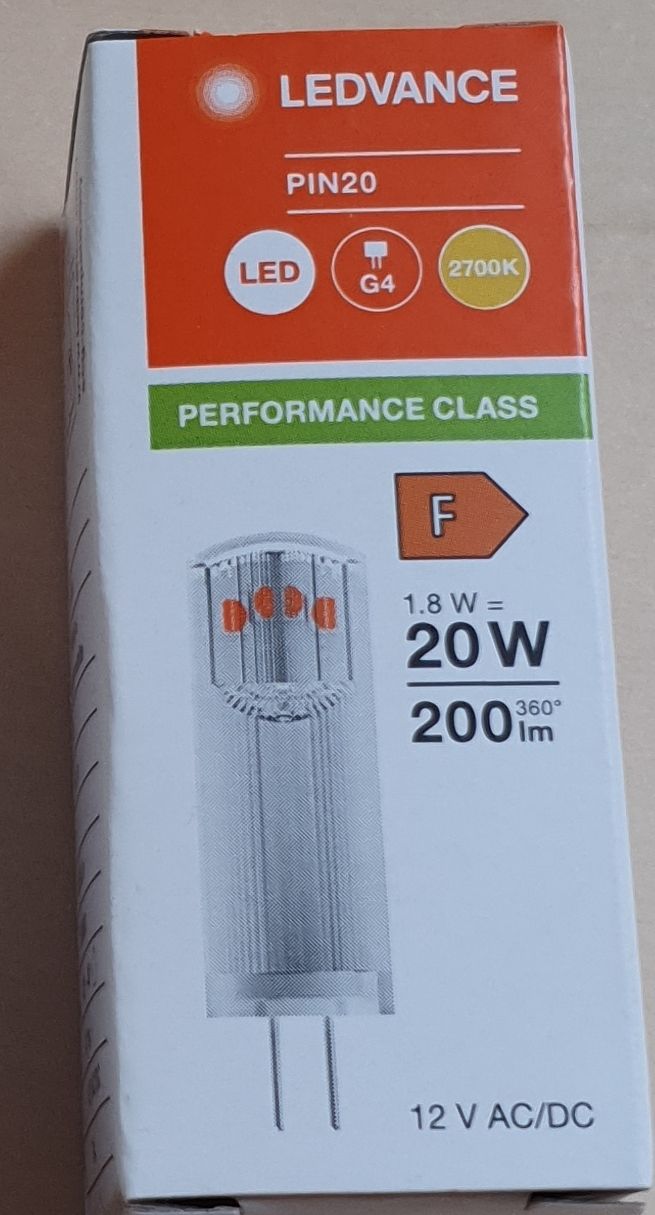 LEDVANCE
PIN20
LED
G4
2700K
PERFORMANCE CLASS
F
1.8 W =
20 W
200 lm 360°
12 V AC/DC